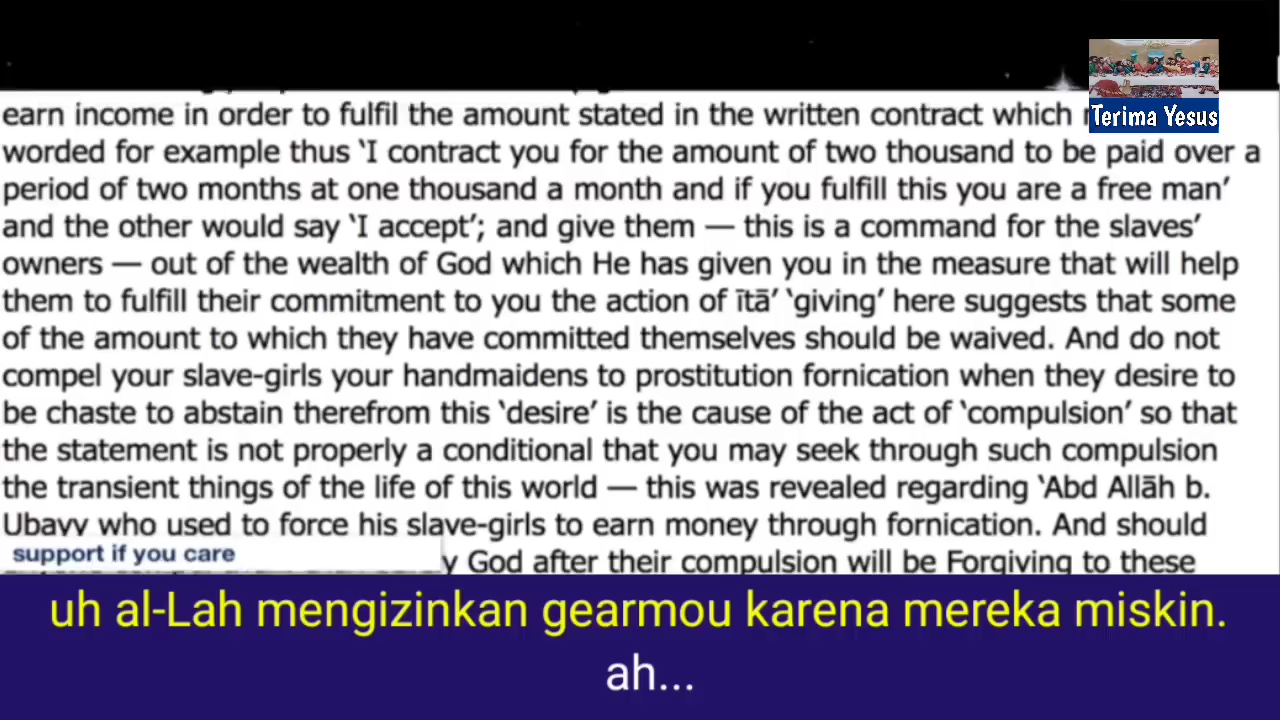 Terima Yesus
earn income in order to fulfil the amount stated in the written contract which
worded for example thus ‘I contract you for the amount of two thousand to be paid over a
period of two months at one thousand a month and if you fulfill this you are a free man’
and the other would say ‘I accept’; and give them — this is a command for the slaves’
owners — out of the wealth of God which He has given you in the measure that will help
them to fulfill their commitment to you the action of ītā’ ‘giving’ here suggests that some
of the amount to which they have committed themselves should be waived. And do not
compel your slave-girls your handmaidens to prostitution fornication when they desire to
be chaste to abstain therefrom this ‘desire’ is the cause of the act of ‘compulsion’ so that
the statement is not properly a conditional that you may seek through such compulsion
the transient things of the life of this world — this was revealed regarding ‘Abd Allāh b.
Ubayy who used to force his slave-girls to earn money through fornication. And should
God after their compulsion will be Forgiving to these
support if you care
uh al-Lah mengizinkan gearmou karena mereka miskin.
ah...